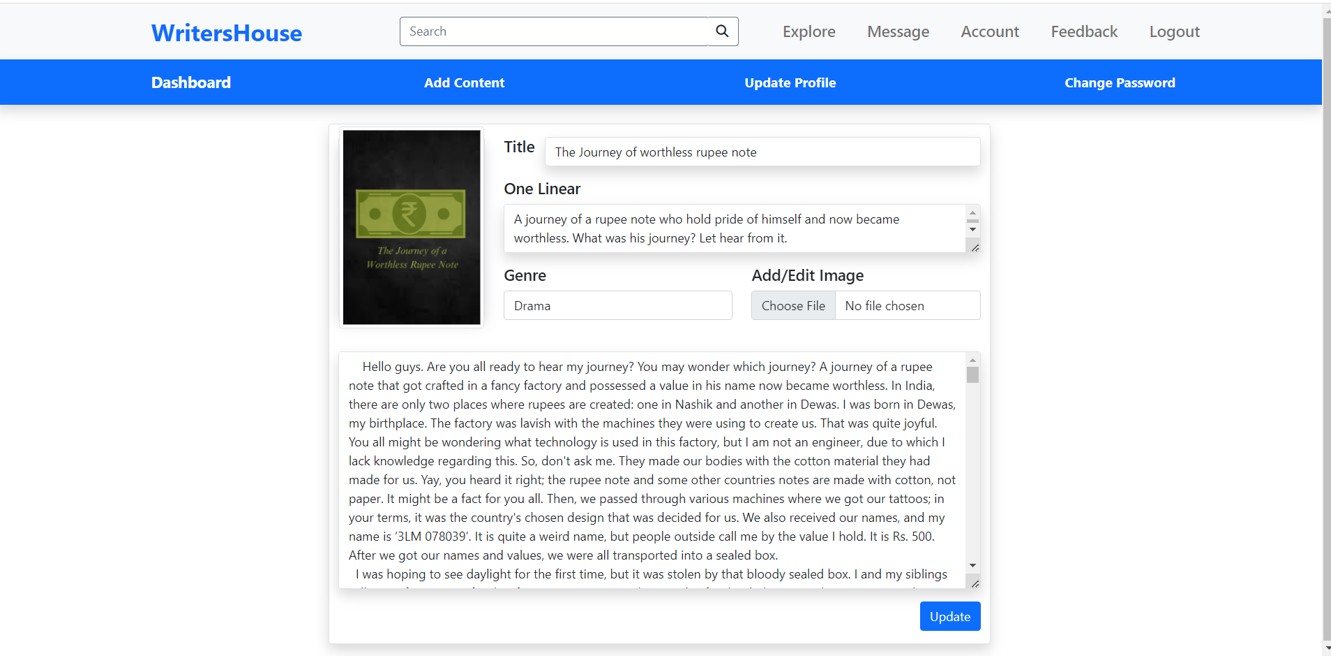 WritersHouse
Search
Explore
Message
Account
Feedback
Logout
Dashboard
Add Content
Update Profile
Change Password
The Journey of a
Worthless Rupee Note
Title
The Journey of worthless rupee note
One Linear
A journey of a rupee note who hold pride of himself and now became
worthless. What was his journey? Let hear from it.
Genre
Add/Edit Image
Drama
Choose File
No file chosen
Hello guys. Are you all ready to hear my journey? You may wonder which journey? A journey of a rupee
note that got crafted in a fancy factory and possessed a value in his name now became worthless. In India,
there are only two places where rupees are created: one in Nashik and another in Dewas. I was born in Dewas,
my birthplace. The factory was lavish with the machines they were using to create us. That was quite joyful.
You all might be wondering what technology is used in this factory, but I am not an engineer, due to which I
lack knowledge regarding this. So, don't ask me. They made our bodies with the cotton material they had
made for us. Yay, you heard it right; the rupee note and some other countries notes are made with cotton, not
paper. It might be a fact for you all. Then, we passed through various machines where we got our tattoos; in
your terms, it was the country's chosen design that was decided for us. We also received our names, and my
name is ‘3LM 078039’. It is quite a weird name, but people outside call me by the value I hold. It is Rs. 500.
After we got our names and values, we were all transported into a sealed box.
I was hoping to see daylight for the first time, but it was stolen by that bloody sealed box. I and my siblings
Update